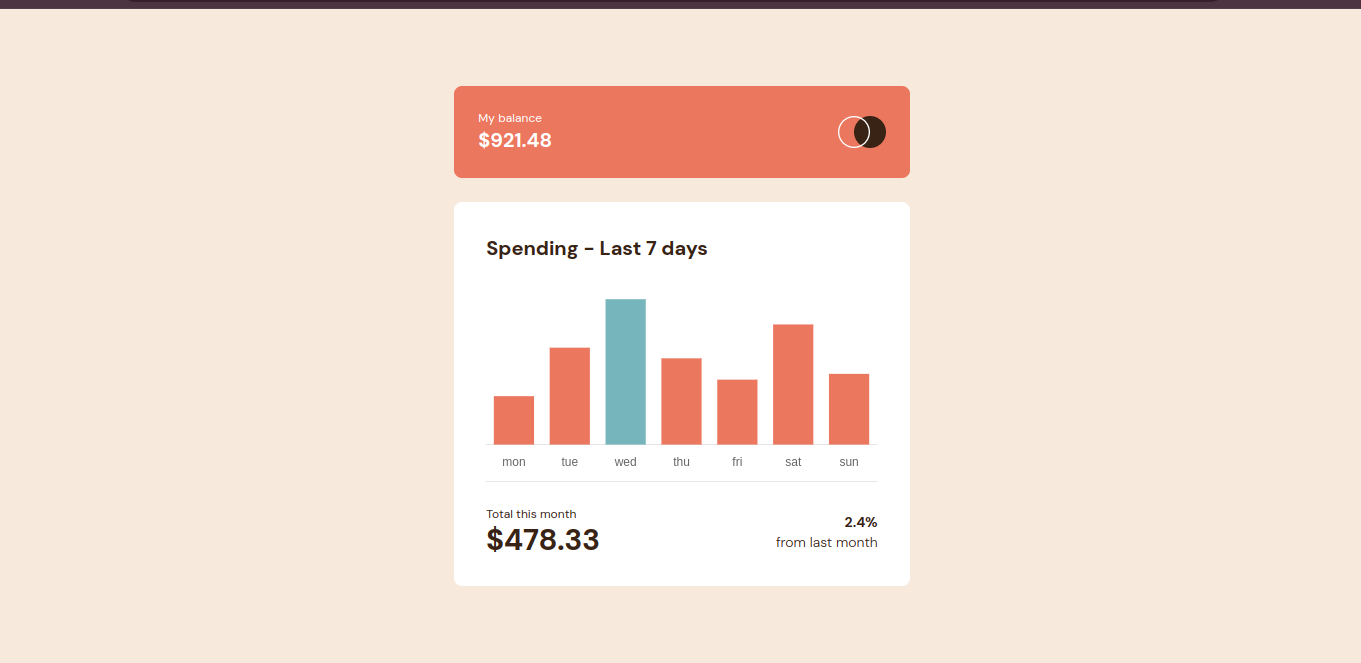 My balance
$921.48
Spending - Last 7 days
mon tue wed thu fri sat sun
Total this month
$478.33
2.4%
from last month